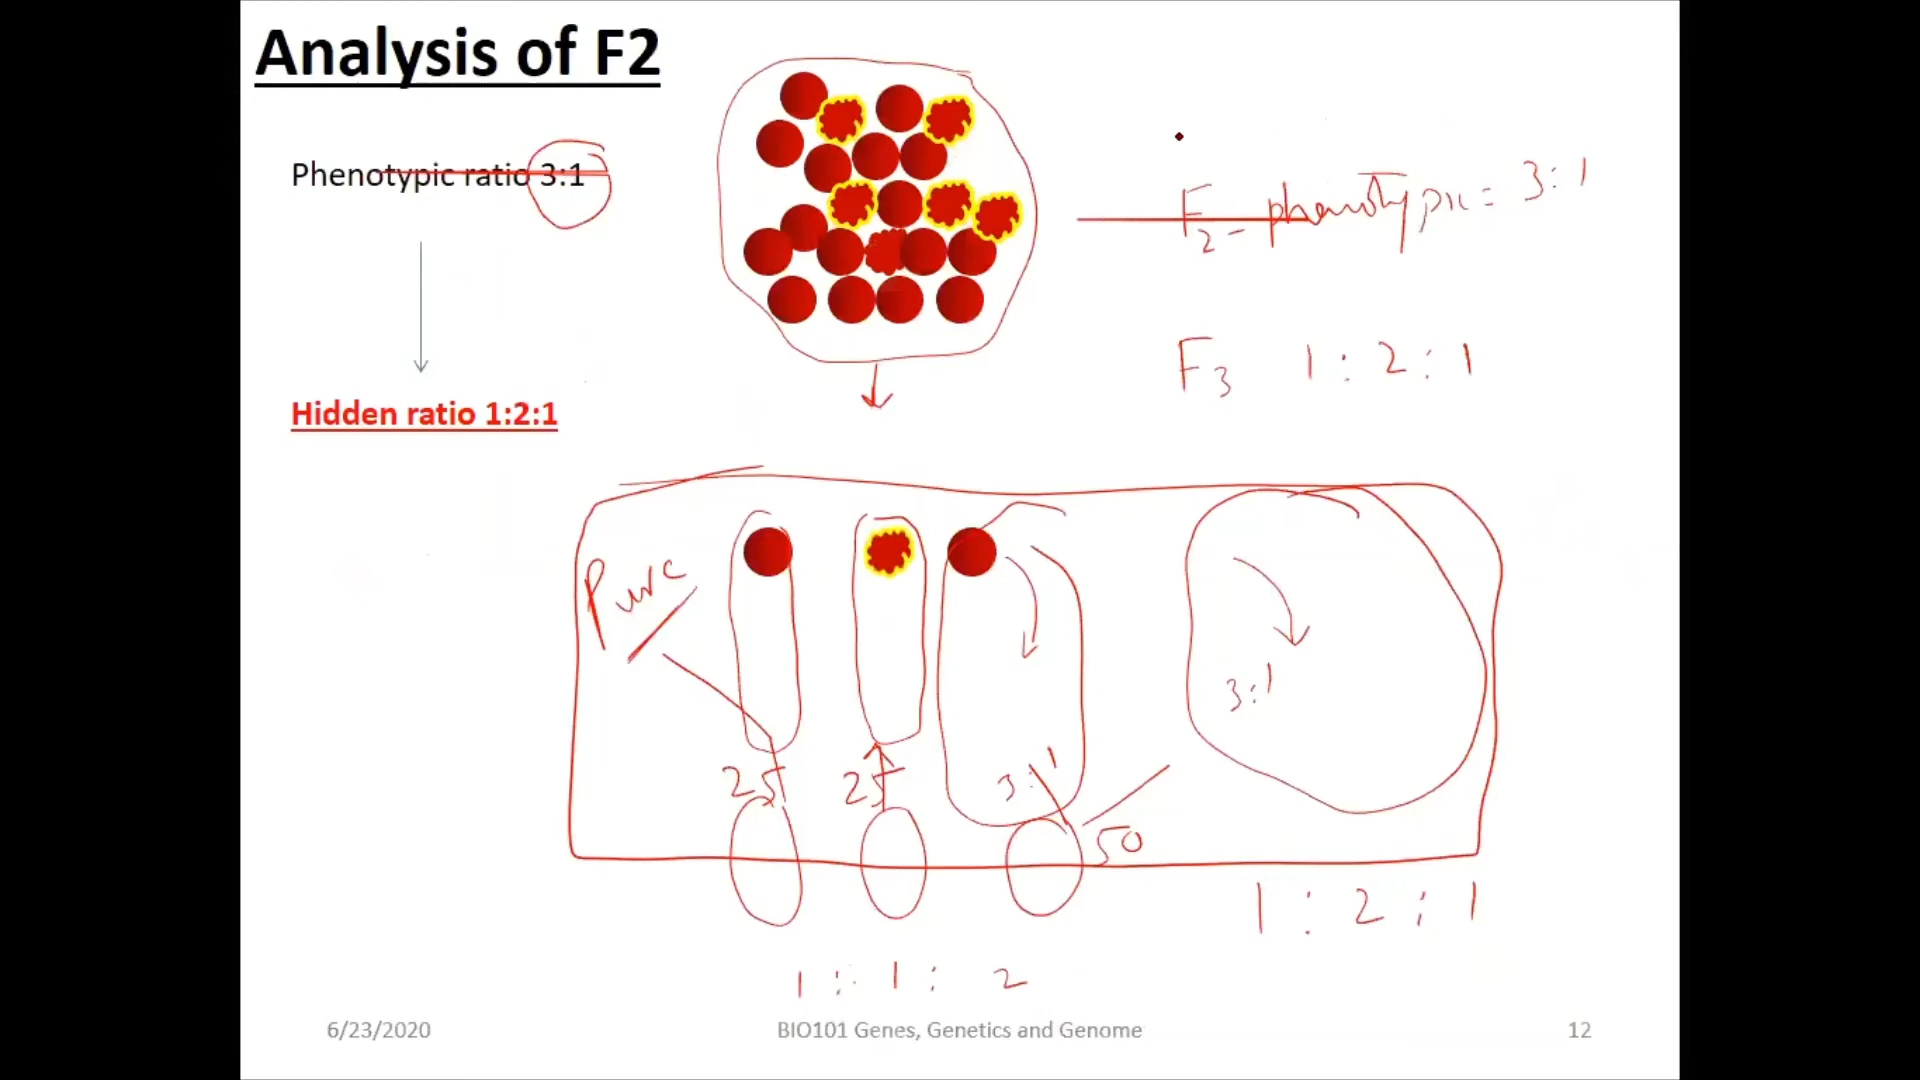 Analysis of F2
Phenotypic ratio 3:1
F2 - phenotypic = 3:1
F3 1 : 2 : 1
Hidden ratio 1:2:1
Pure
3:1
25 25 3:1
50
1 : 2 : 1
1 : 1 : 2
6/23/2020 BIO101 Genes, Genetics and Genome 12